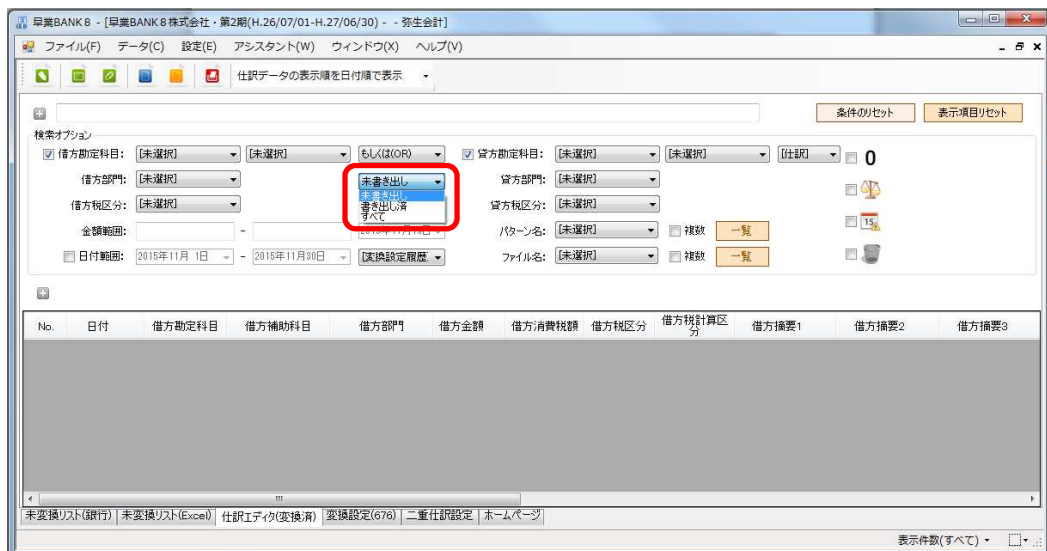 早業BANK８ - [早業BANK８株式会社・第2期(H.26/07/01-H.27/06/30) - - 弥生会計]
ファイル(F) データ(C) 設定(E) アシスタント(W) ウィンドウ(X) ヘルプ(V)
仕訳データの表示順を日付順で表示
条件のリセット 表示項目リセット
検索オプション
借方勘定科目: [未選択] [未選択] もしくは(OR) 貸方勘定科目: [未選択] [未選択] [仕訳] 0
借方部門: [未選択] 未書き出し 貸方部門: [未選択]
未書き出し
書き出し済
すべて
借方税区分: [未選択] 貸方税区分: [未選択]
金額範囲: - パターン名: [未選択] 複数 一覧 15
日付範囲: 2015年11月 1日 - 2015年11月30日 [変換設定履歴 ファイル名: [未選択] 複数 一覧
No. 日付 借方勘定科目 借方補助科目 借方部門 借方金額 借方消費税額 借方税区分 借方税計算区分 借方摘要1 借方摘要2 借方摘要3
未変換リスト(銀行) 未変換リスト(Excel) 仕訳エディタ(変換済) 変換設定(676) 二重仕訳設定 ホームページ
表示件数(すべて)